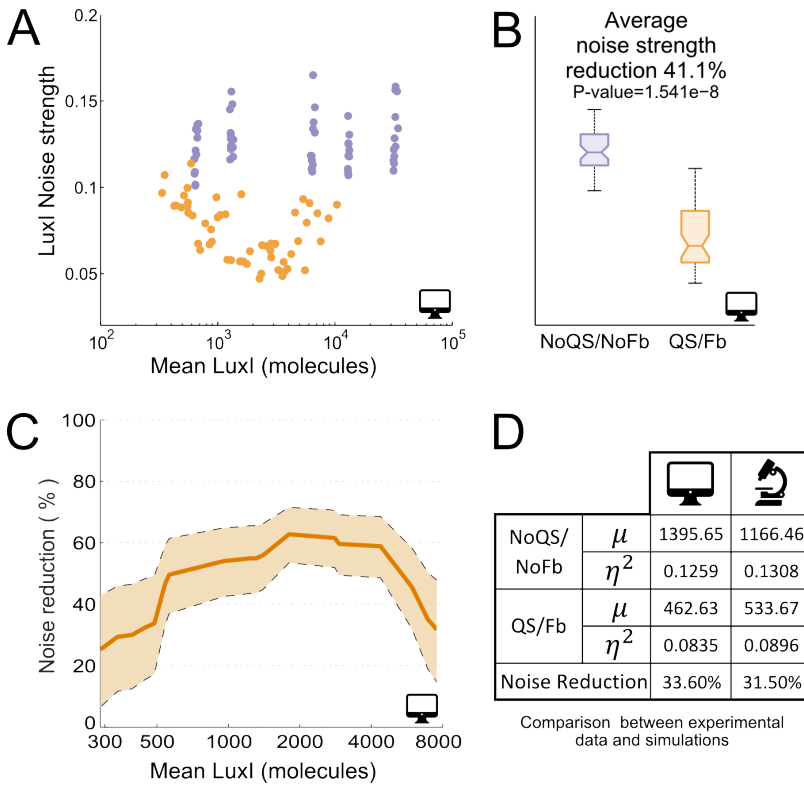 A
0.2
0.15
0.1
0.05
LuxI Noise strength
10^2
10^3
10^4
10^5
Mean LuxI (molecules)
B
Average
noise strength
reduction 41.1%
P-value=1.541e−8
NoQS/NoFb
QS/Fb
C
100
80
60
40
20
0
Noise reduction ( % )
300
500
1000
2000
4000
8000
Mean LuxI (molecules)
D
NoQS/
NoFb
μ
1395.65
1166.46
η²
0.1259
0.1308
QS/Fb
μ
462.63
533.67
η²
0.0835
0.0896
Noise Reduction
33.60%
31.50%
Comparison between experimental
data and simulations